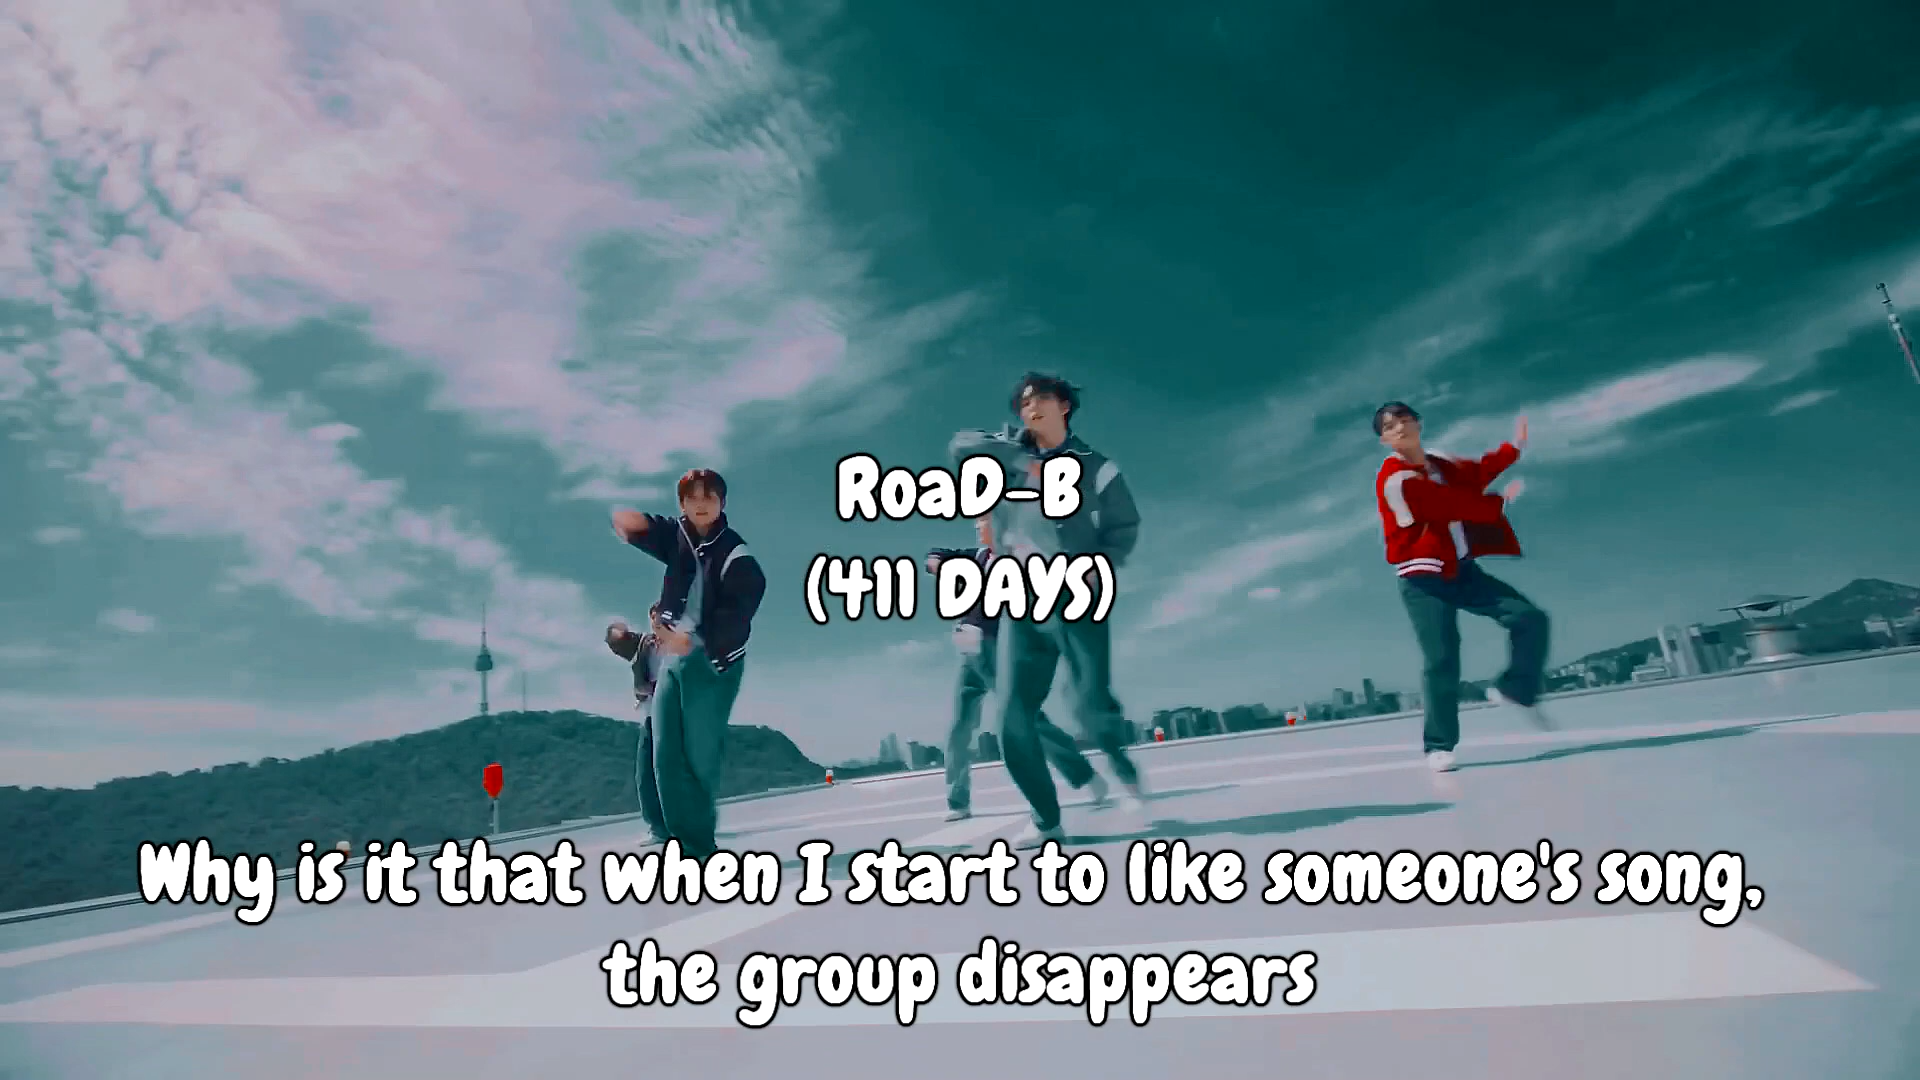 RoaD-B
(411 DAYS)
Why is it that when I start to like someone's song,
the group disappears